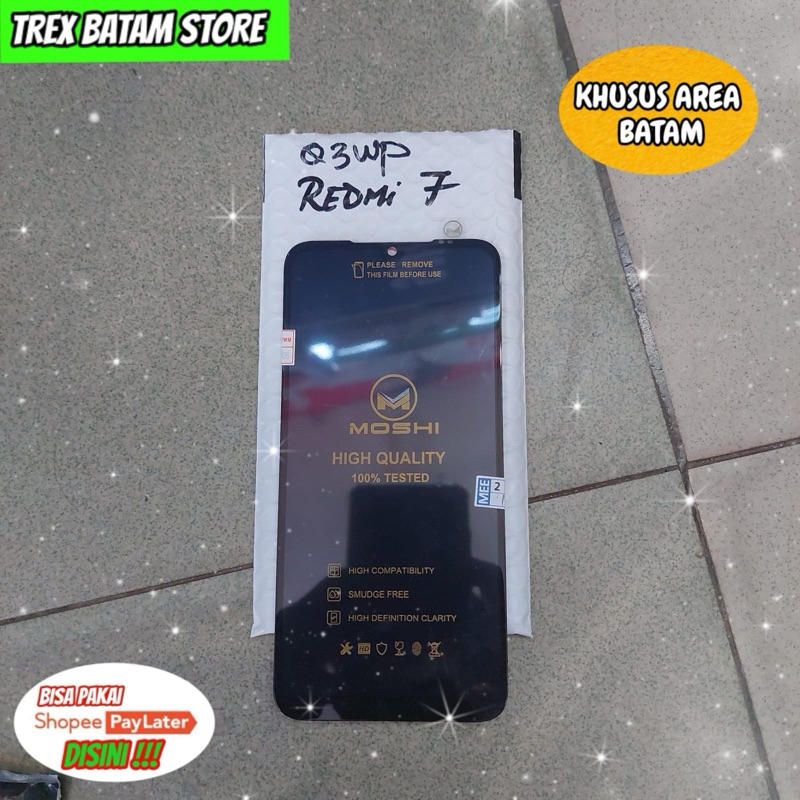 TREX BATAM STORE
KHUSUS AREA
BATAM
Q3WP
REDMi 7
PLEASE REMOVE
THIS FILM BEFORE USE
MOSHI
HIGH QUALITY
100% TESTED
MEE
2
HIGH COMPATIBILITY
SMUDGE FREE
HIGH DEFINITION CLARITY
HD
BISA PAKAI
Shopee PayLater
DISINI !!!